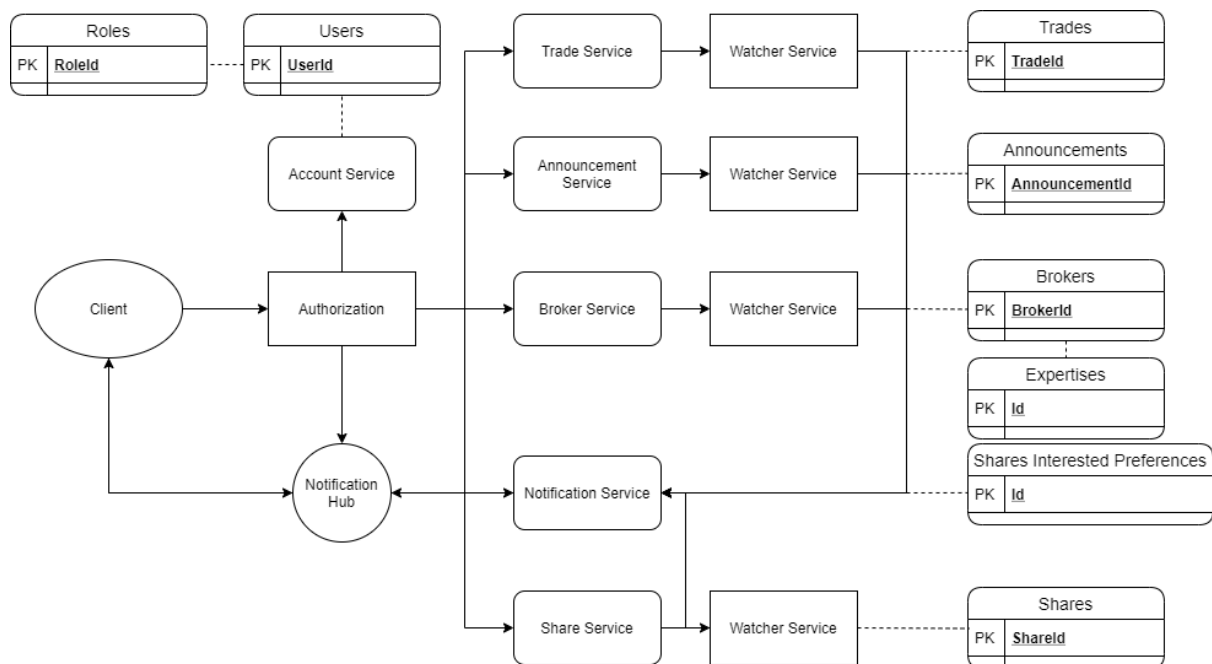 Roles
PK RoleId
Users
PK UserId
Trade Service
Watcher Service
Trades
PK TradeId
Account Service
Announcement
Service
Watcher Service
Announcements
PK AnnouncementId
Client
Authorization
Broker Service
Watcher Service
Brokers
PK BrokerId
Expertises
PK Id
Notification
Hub
Notification Service
Shares Interested Preferences
PK Id
Share Service
Watcher Service
Shares
PK ShareId